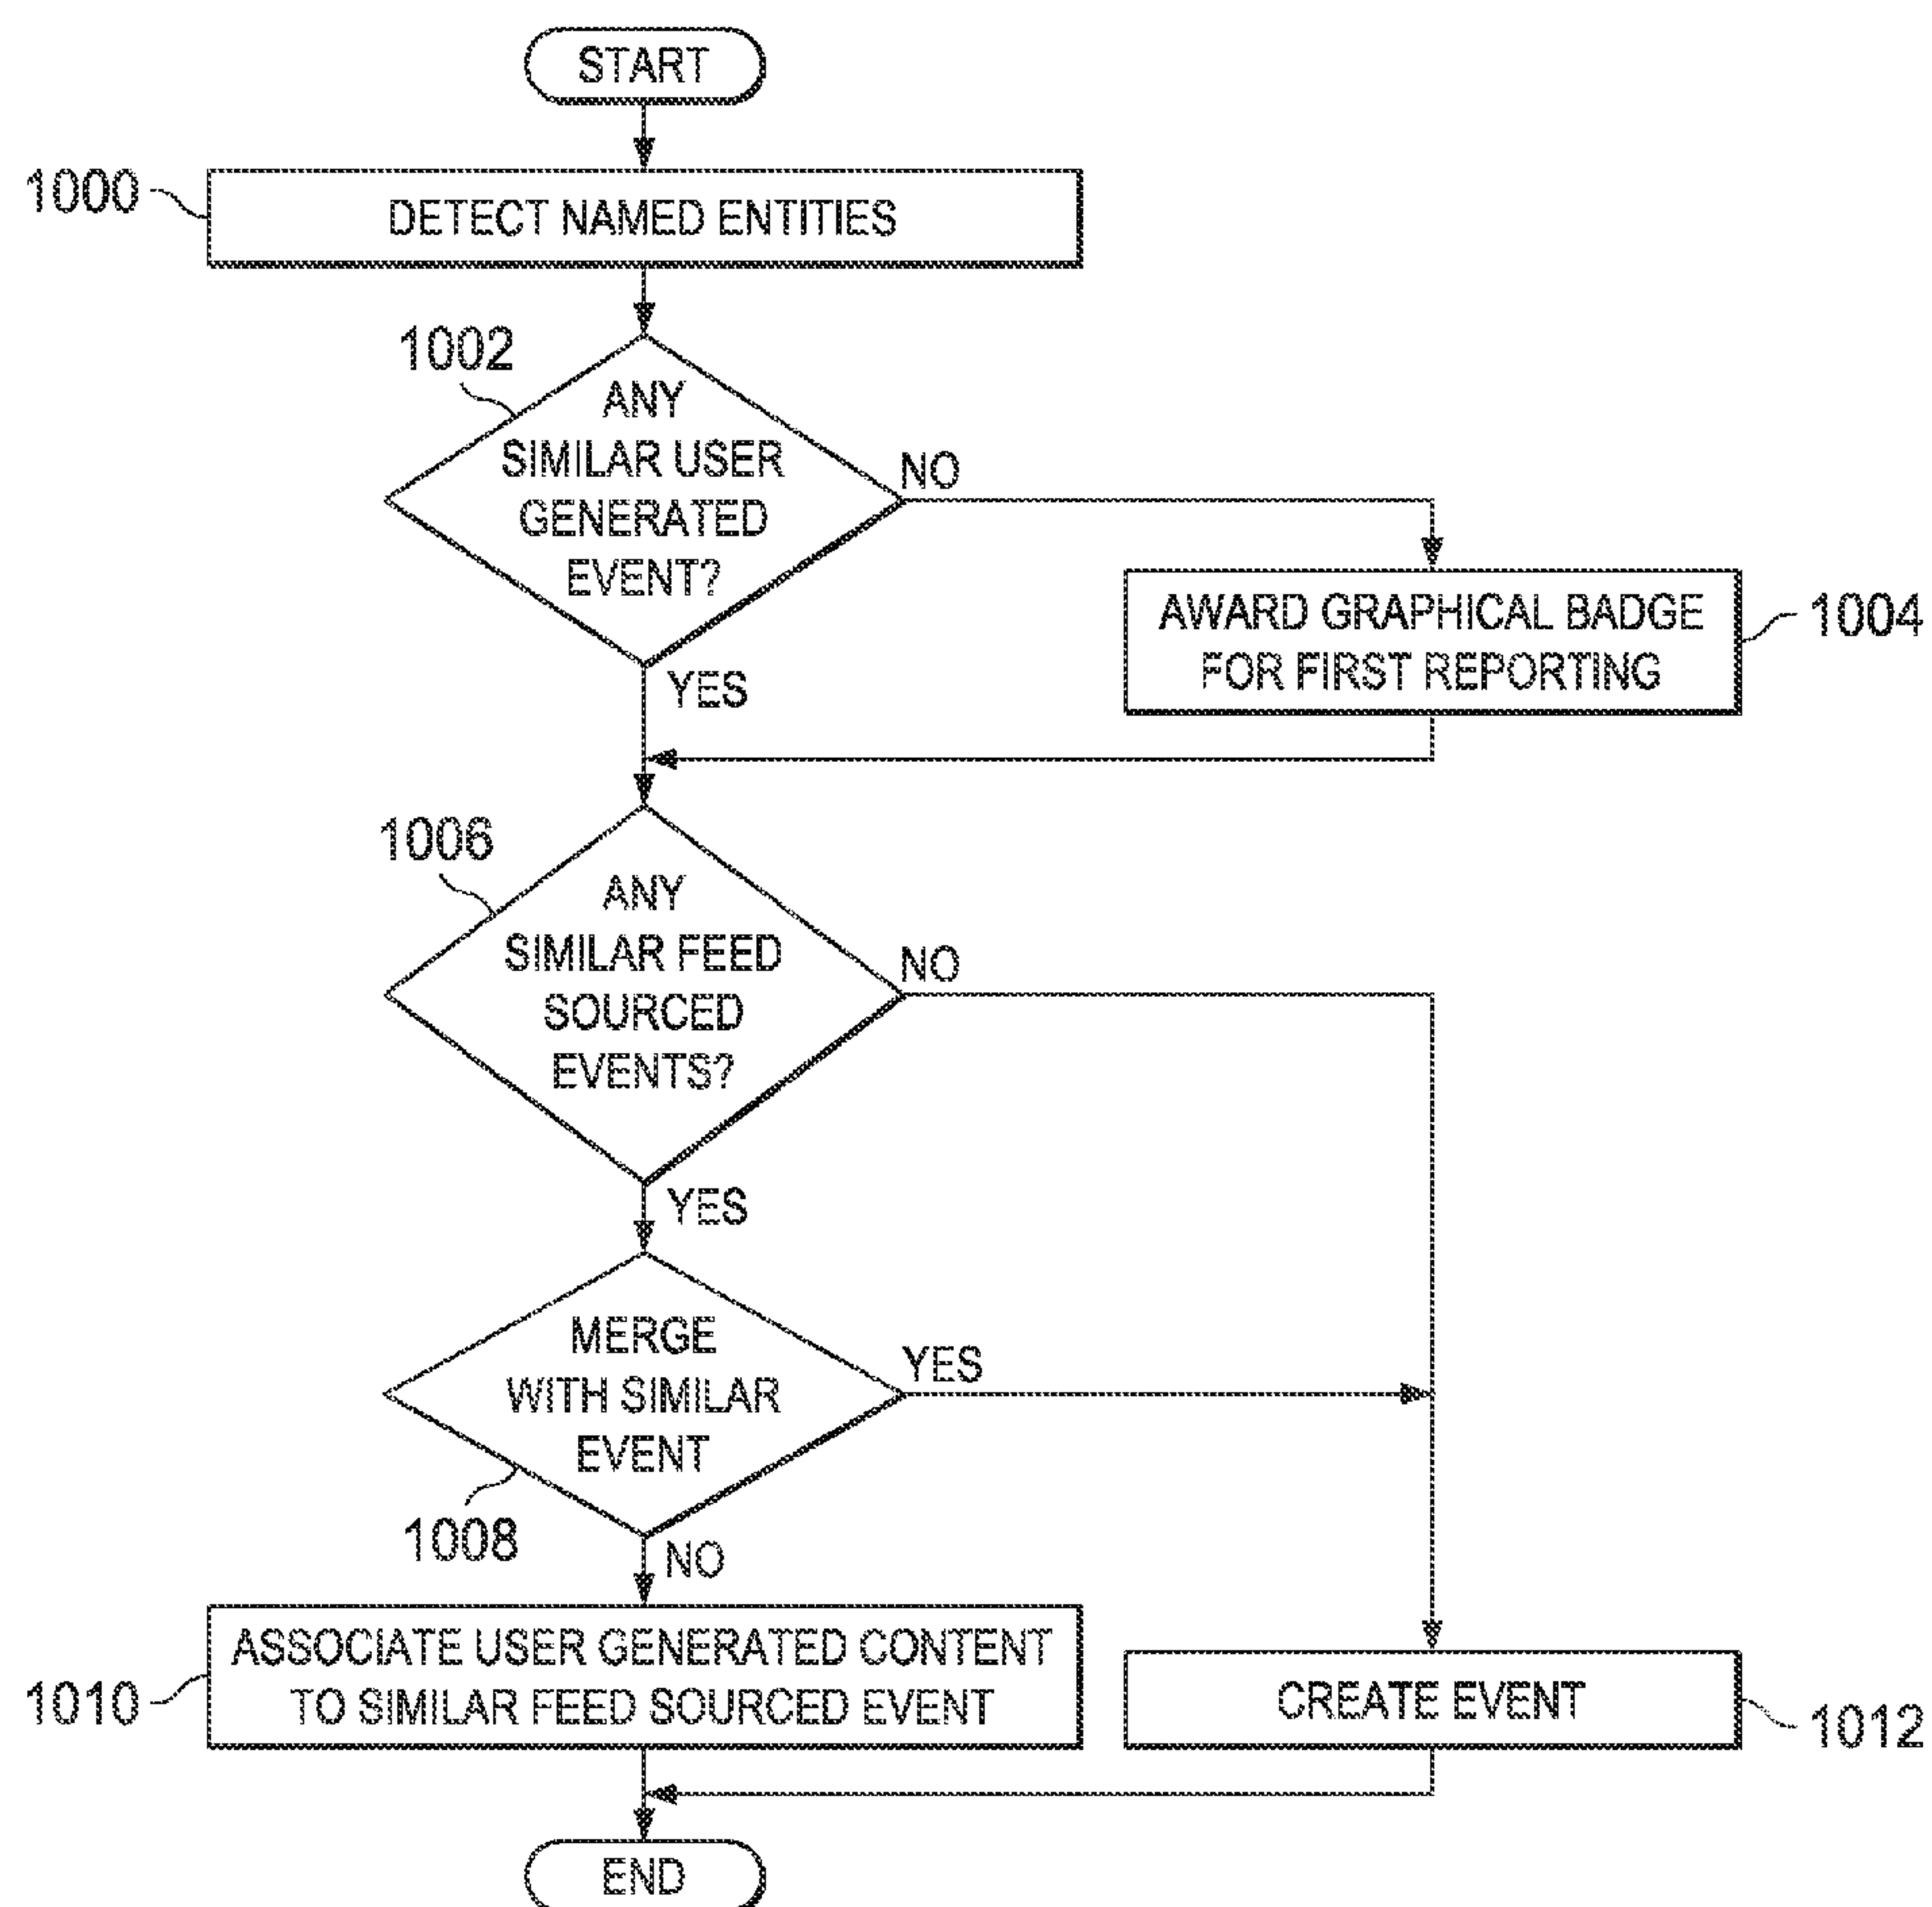 START
1000
DETECT NAMED ENTITIES
1002
ANY
SIMILAR USER
GENERATED
EVENT?
NO
YES
AWARD GRAPHICAL BADGE
FOR FIRST REPORTING
1004
1006
ANY
SIMILAR FEED
SOURCED
EVENTS?
NO
YES
MERGE
WITH SIMILAR
EVENT
YES
1008
NO
ASSOCIATE USER GENERATED CONTENT
TO SIMILAR FEED SOURCED EVENT
1010
CREATE EVENT
1012
END